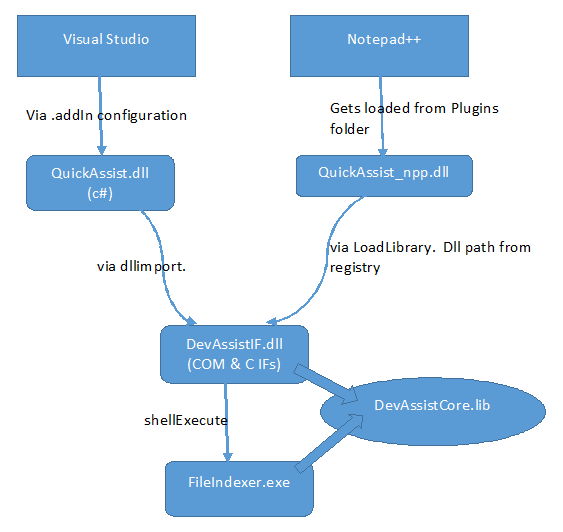 Visual Studio
Notepad++
Via .addIn configuration
Gets loaded from Plugins
folder
QuickAssist.dll
(c#)
QuickAssist_npp.dll
via dllimport.
via LoadLibrary.  Dll path from
registry
DevAssistIF.dll
(COM & C IFs)
DevAssistCore.lib
shellExecute
FileIndexer.exe